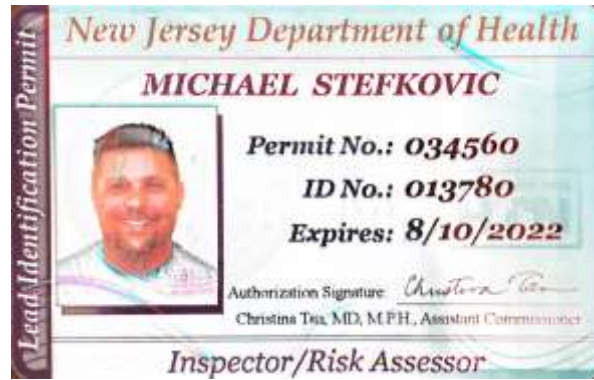 New Jersey Department of Health
Lead Identification Permit
MICHAEL STEFKOVIC
Permit No.: 034560
ID No.: 013780
Expires: 8/10/2022
Authorization Signature
Christina Tan, MD, M.P.H., Assistant Commissioner
Inspector/Risk Assessor